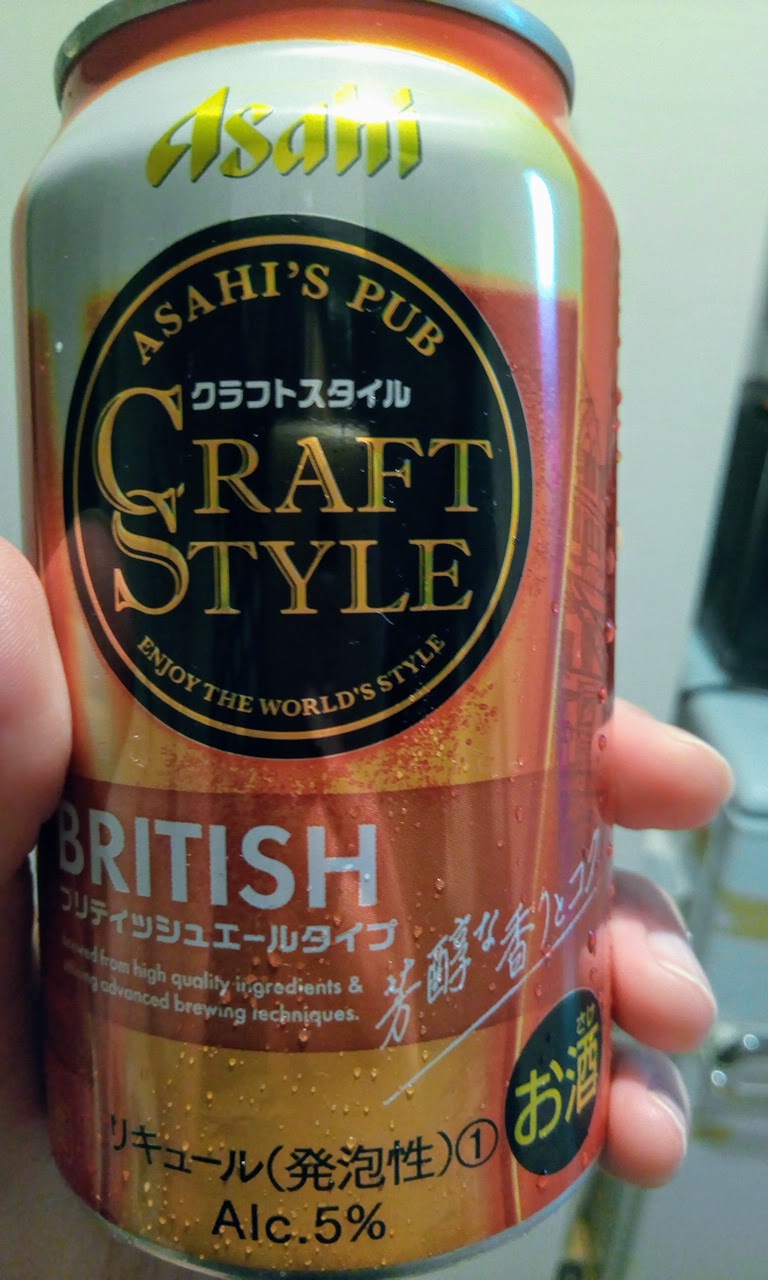 Asahi
ASAHI'S PUB
クラフトスタイル
CRAFT
STYLE
ENJOY THE WORLD'S STYLE
BRITISH
ブリティッシュエールタイプ
from high quality ingredients &
advanced brewing techniques.
芳醇な香りとコク
さけ
お酒
リキュール(発泡性)①
Alc.5%